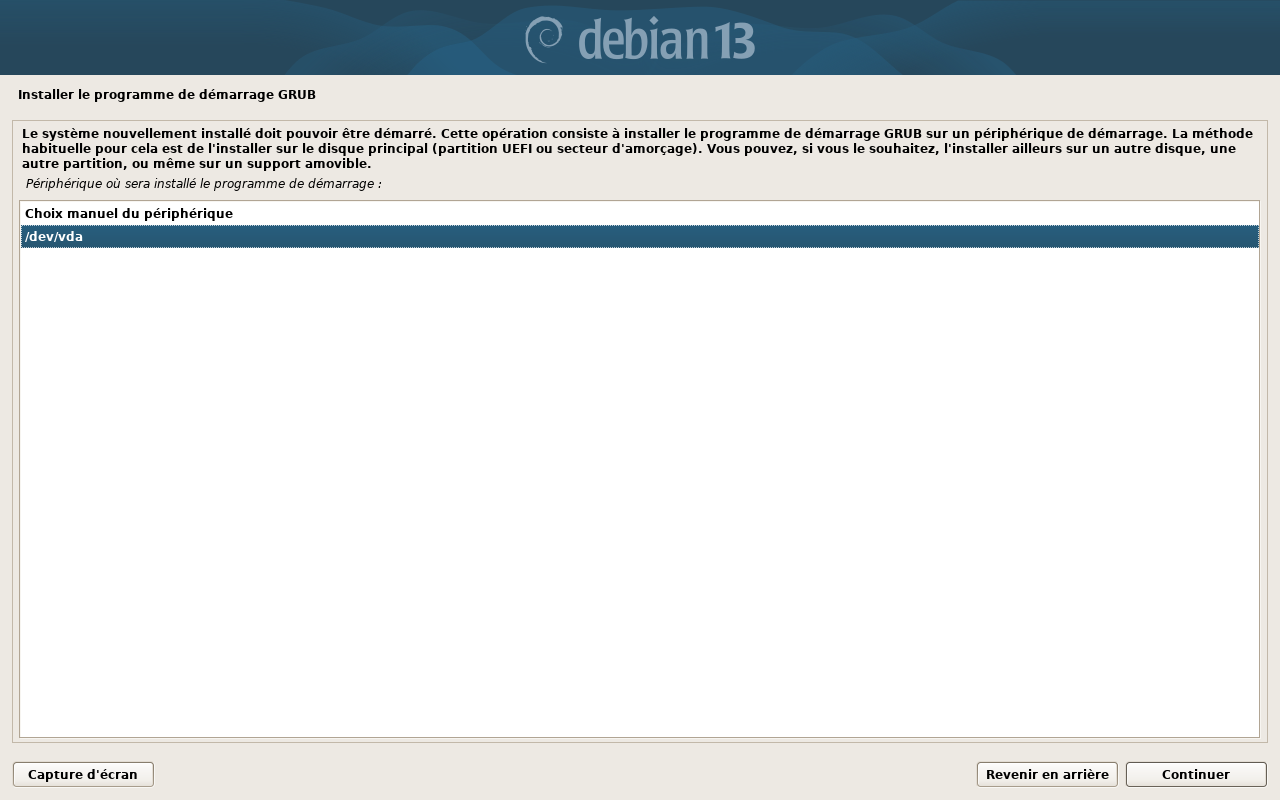 debian 13
Installer le programme de démarrage GRUB
Le système nouvellement installé doit pouvoir être démarré. Cette opération consiste à installer le programme de démarrage GRUB sur un périphérique de démarrage. La méthode
habituelle pour cela est de l'installer sur le disque principal (partition UEFI ou secteur d'amorçage). Vous pouvez, si vous le souhaitez, l'installer ailleurs sur un autre disque, une
autre partition, ou même sur un support amovible.
Périphérique où sera installé le programme de démarrage :
Choix manuel du périphérique
/dev/vda
Capture d'écran
Revenir en arrière
Continuer